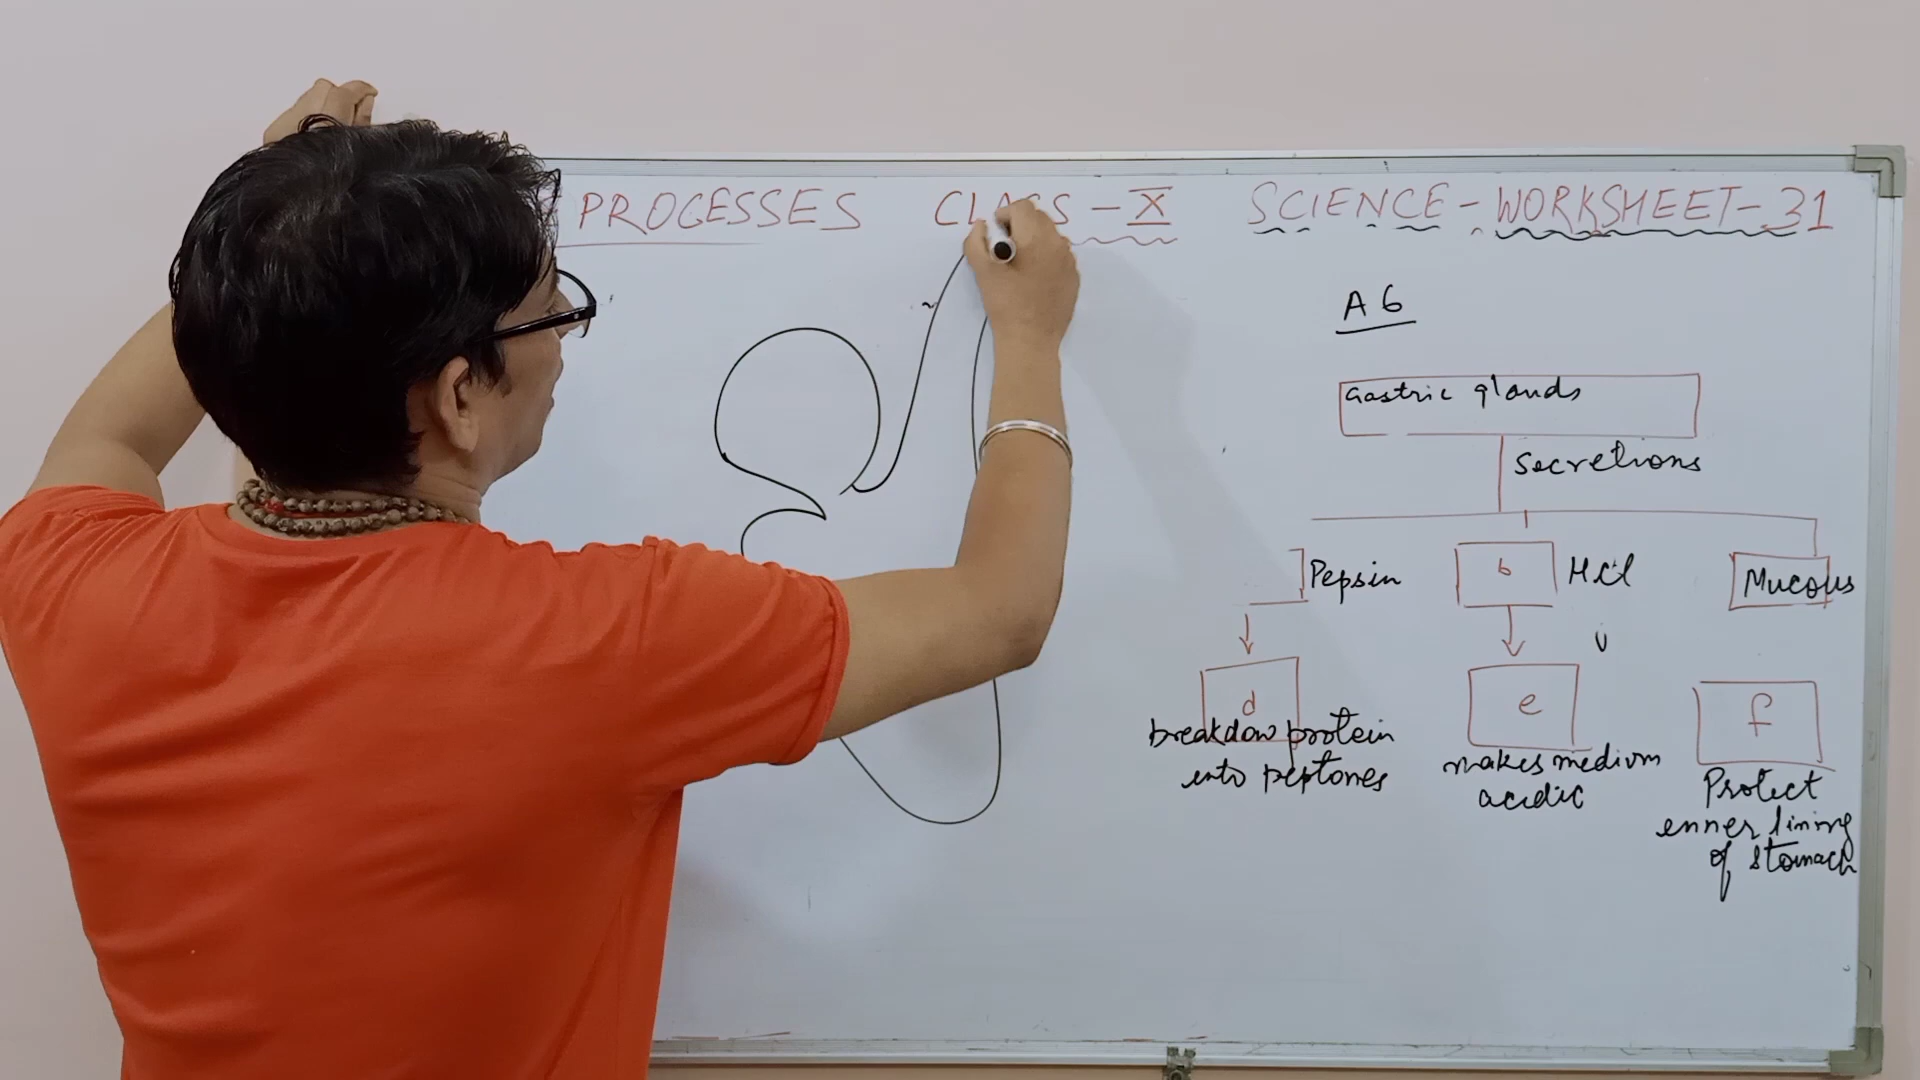 PROCESSES CLASS - X SCIENCE - WORKSHEET - 31
A 6
Gastric glands
Secretions
Pepsin b HCl Mucous
d e f
breakdow protein
into peptones
makes medium
acidic
Protect
enner lining
of stomach